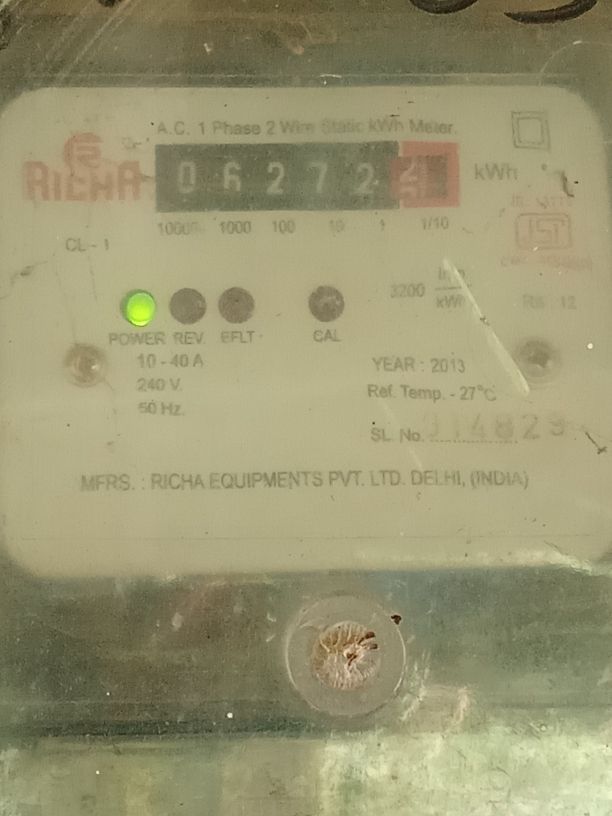 A.C. 1 Phase 2 Wire Static kWh Meter.
RICHA
0 6 2 7 2 kWh
10000 1000 100 10 1 1/10
CL - 1
3200 Imp/kWh
POWER REV. EFLT CAL
10 - 40 A
240 V.
50 Hz.
YEAR : 2013
Ref. Temp. - 27°C
SL. No.
MFRS. : RICHA EQUIPMENTS PVT. LTD. DELHI, (INDIA)